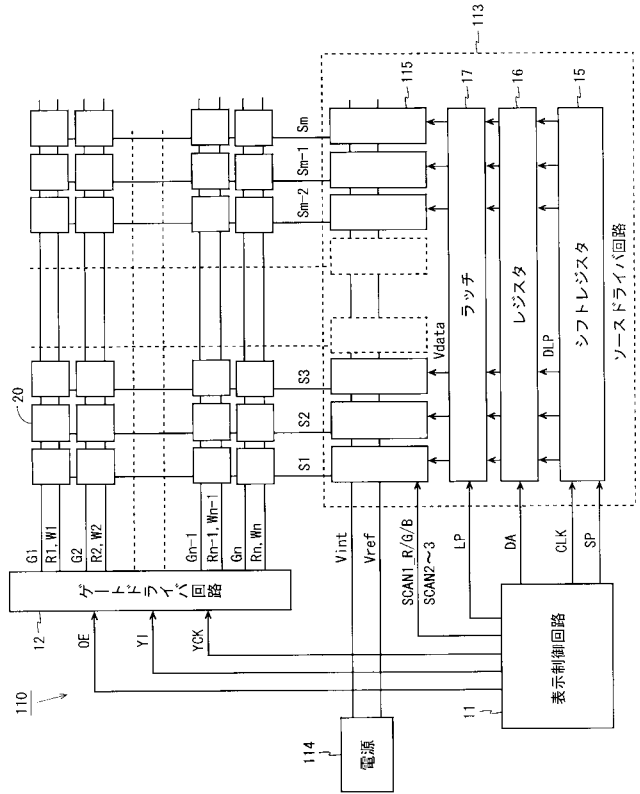 110
12
ゲートドライバ回路
G1
R1,W1
G2
R2,W2
Gn-1
Rn-1,Wn-1
Gn
Rn,Wn
20
OE
YI
YCK
S1
S2
S3
Sm-2
Sm-1
Sm
114
電源
Vint
Vref
SCAN1_R/G/B
SCAN2~3
LP
DA
CLK
SP
11
表示制御回路
113
115
Vdata
17
ラッチ
16
レジスタ
DLP
15
シフトレジスタ
ソースドライバ回路